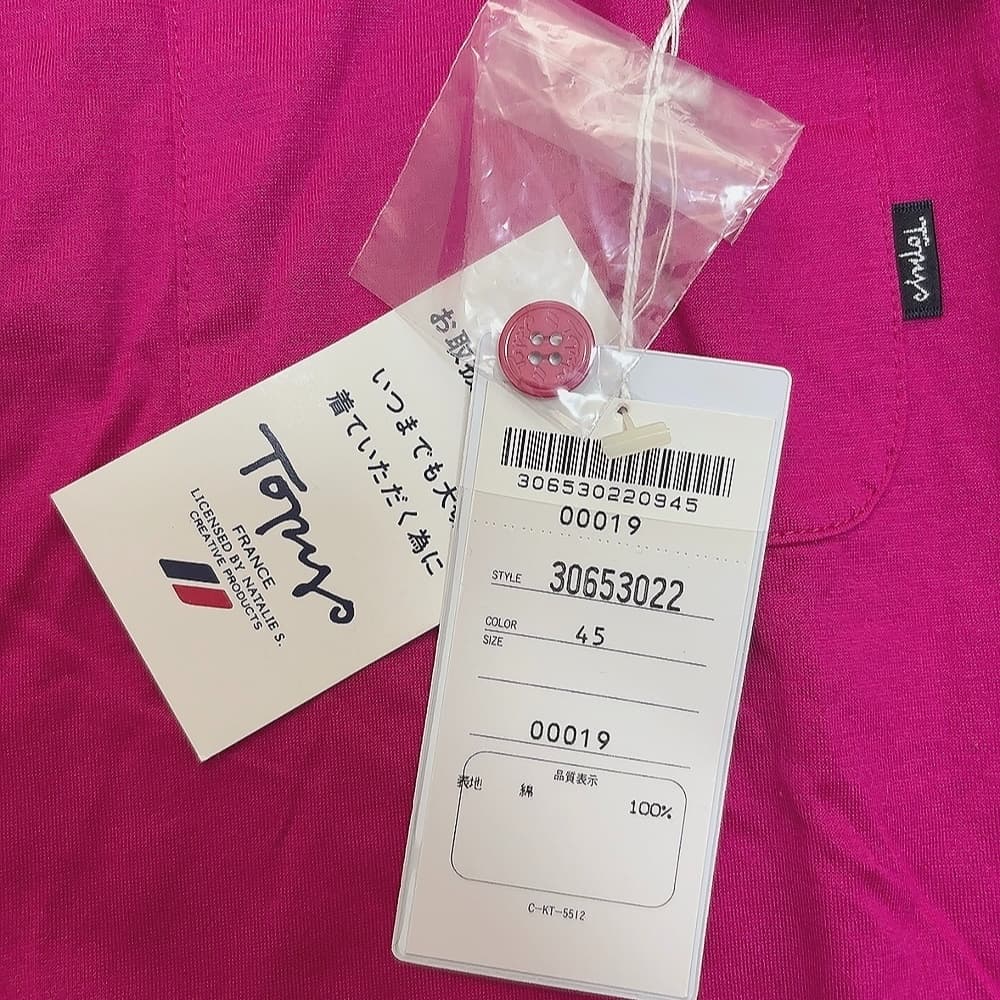 お取扱
いつまでも大切
着ていただく為に
Topys
FRANCE
LICENSED BY NATALIE S.
CREATIVE PRODUCTS
306530220945
00019
STYLE 30653022
COLOR 45
SIZE
00019
品質表示
表地 綿 100%
C-KT-5512